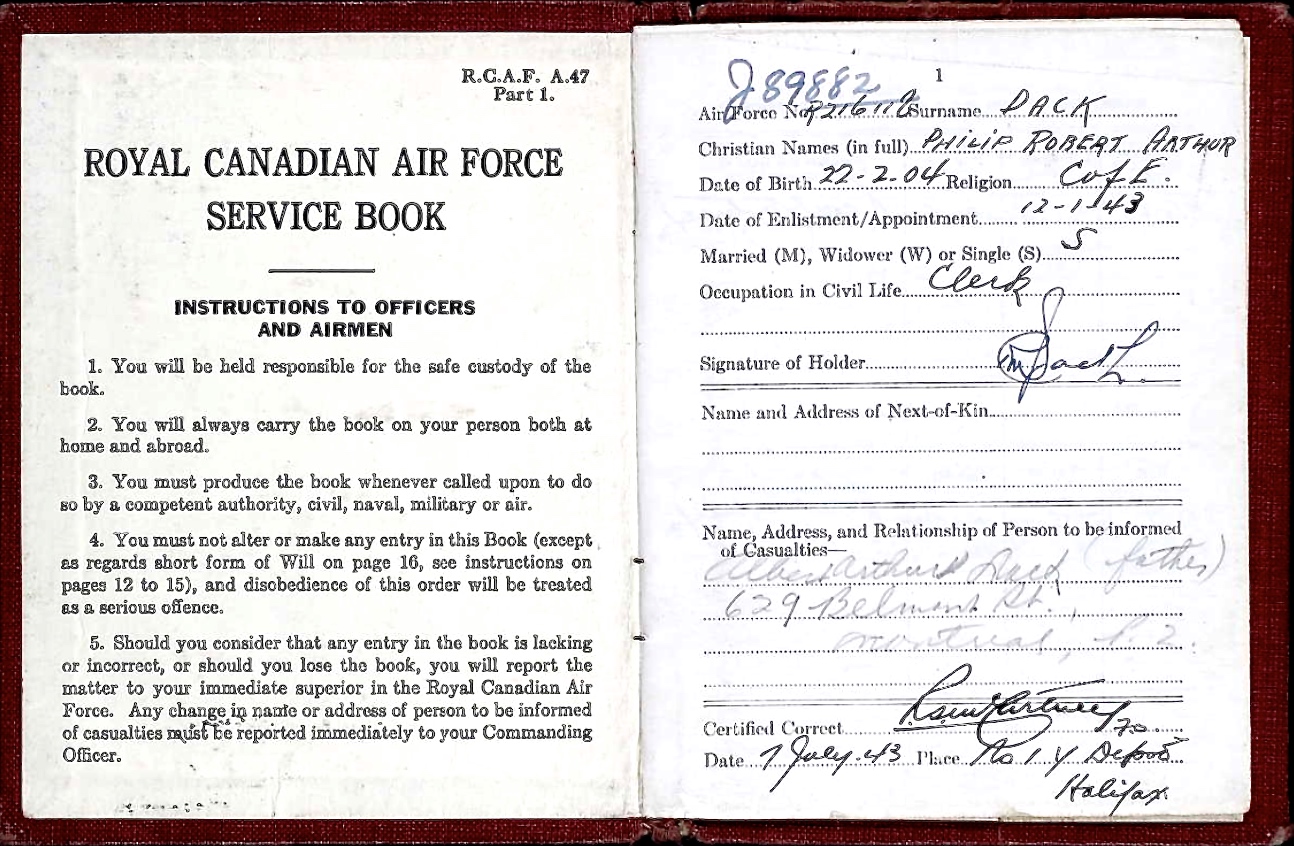 R.C.A.F. A.47
Part 1.
ROYAL CANADIAN AIR FORCE
SERVICE BOOK
INSTRUCTIONS TO OFFICERS
AND AIRMEN
1. You will be held responsible for the safe custody of the
book.
2. You will always carry the book on your person both at
home and abroad.
3. You must produce the book whenever called upon to do
so by a competent authority, civil, naval, military or air.
4. You must not alter or make any entry in this Book (except
as regards short form of Will on page 16, see instructions on
pages 12 to 15), and disobedience of this order will be treated
as a serious offence.
5. Should you consider that any entry in the book is lacking
or incorrect, or should you lose the book, you will report the
matter to your immediate superior in the Royal Canadian Air
Force. Any change in name or address of person to be informed
of casualties must be reported immediately to your Commanding
Officer.
1
J 89882
Air Force No. Surname DACK
Christian Names (in full) PHILIP ROBERT ARTHUR
Date of Birth 22-2-04 Religion C of E.
Date of Enlistment/Appointment 12-1-43
Married (M), Widower (W) or Single (S) S
Occupation in Civil Life Clerk
Signature of Holder
Name and Address of Next-of-Kin
Name, Address, and Relationship of Person to be informed
of Casualties—
Albert Arthur Dack (father)
629 Belmont St.,
Montreal, P.Q.
Certified Correct
Date 7 July. 43 Place No 1 Y Depot
Halifax